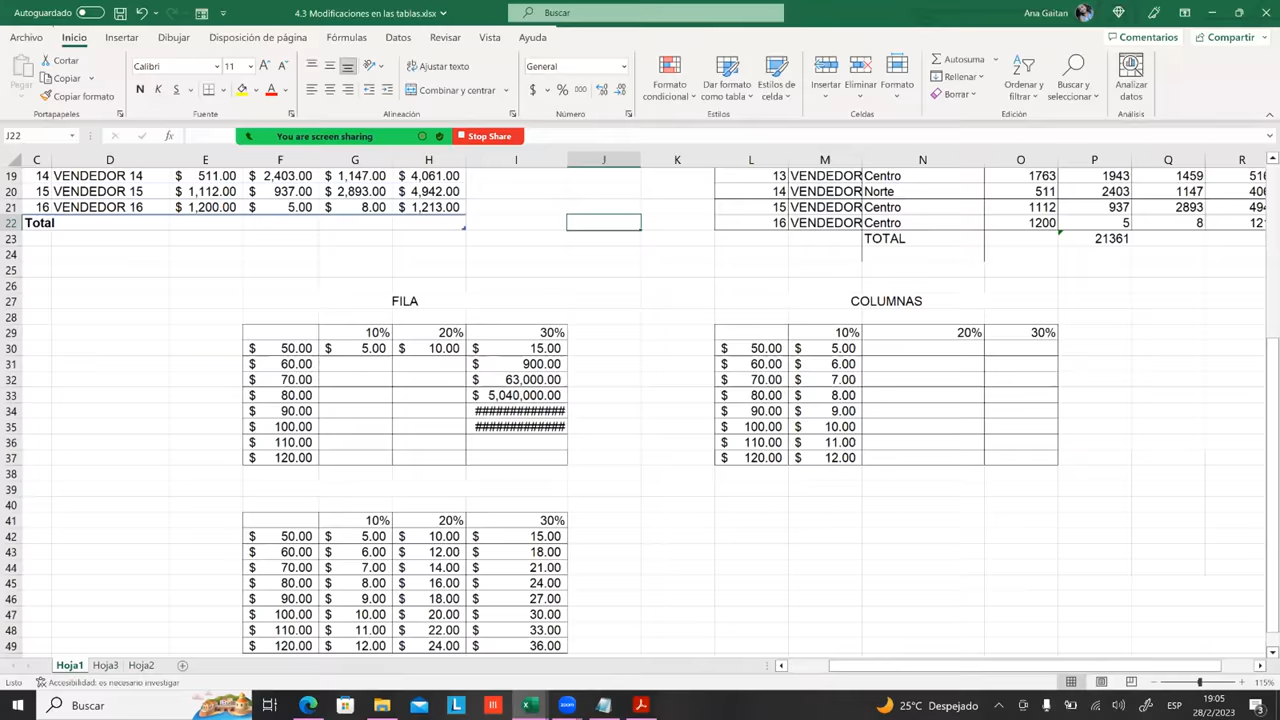 Autoguardado 4.3 Modificaciones en las tablas.xlsx Buscar Ana Gaitan
Archivo Inicio Insertar Dibujar Disposición de página Fórmulas Datos Revisar Vista Ayuda Comentarios Compartir
Pegar Cortar Copiar Copiar formato Portapapeles
Calibri 11 N K S Fuente
Ajustar texto Combinar y centrar Alineación
General $ % 000 Número
Formato condicional Dar formato como tabla Estilos de celda Estilos
Insertar Eliminar Formato Celdas
Autosuma Rellenar Borrar Ordenar y filtrar Buscar y seleccionar Edición
Analizar datos Análisis
J22 fx You are screen sharing Stop Share
C D E F G H I J K L M N O P Q R
19 14 VENDEDOR 14 $ 511.00 $ 2,403.00 $ 1,147.00 $ 4,061.00 13 VENDEDOR Centro 1763 1943 1459 516
20 15 VENDEDOR 15 $ 1,112.00 $ 937.00 $ 2,893.00 $ 4,942.00 14 VENDEDOR Norte 511 2403 1147 406
21 16 VENDEDOR 16 $ 1,200.00 $ 5.00 $ 8.00 $ 1,213.00 15 VENDEDOR Centro 1112 937 2893 494
22 Total 16 VENDEDOR Centro 1200 5 8 121
23 TOTAL 21361
24
25
26
27 FILA COLUMNAS
28
29 10% 20% 30% 10% 20% 30%
30 $ 50.00 $ 5.00 $ 10.00 $ 15.00 $ 50.00 $ 5.00
31 $ 60.00 $ 900.00 $ 60.00 $ 6.00
32 $ 70.00 $ 63,000.00 $ 70.00 $ 7.00
33 $ 80.00 $ 5,040,000.00 $ 80.00 $ 8.00
34 $ 90.00 ############# $ 90.00 $ 9.00
35 $ 100.00 ############# $ 100.00 $ 10.00
36 $ 110.00 $ 110.00 $ 11.00
37 $ 120.00 $ 120.00 $ 12.00
38
39
40
41 10% 20% 30%
42 $ 50.00 $ 5.00 $ 10.00 $ 15.00
43 $ 60.00 $ 6.00 $ 12.00 $ 18.00
44 $ 70.00 $ 7.00 $ 14.00 $ 21.00
45 $ 80.00 $ 8.00 $ 16.00 $ 24.00
46 $ 90.00 $ 9.00 $ 18.00 $ 27.00
47 $ 100.00 $ 10.00 $ 20.00 $ 30.00
48 $ 110.00 $ 11.00 $ 22.00 $ 33.00
49 $ 120.00 $ 12.00 $ 24.00 $ 36.00
Hoja1 Hoja3 Hoja2
Listo Accesibilidad: es necesario investigar 115%
Buscar 25°C Despejado ESP 19:05
28/2/2023